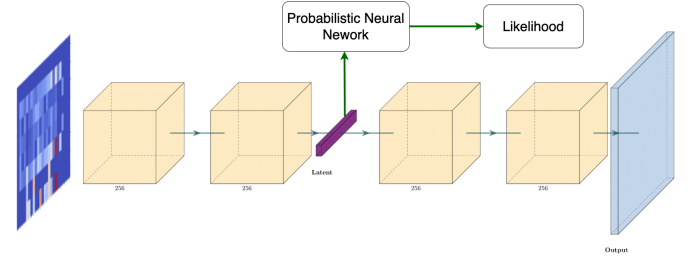 Probabilistic Neural
Nework
Likelihood
256
256
Latent
256
256
Output